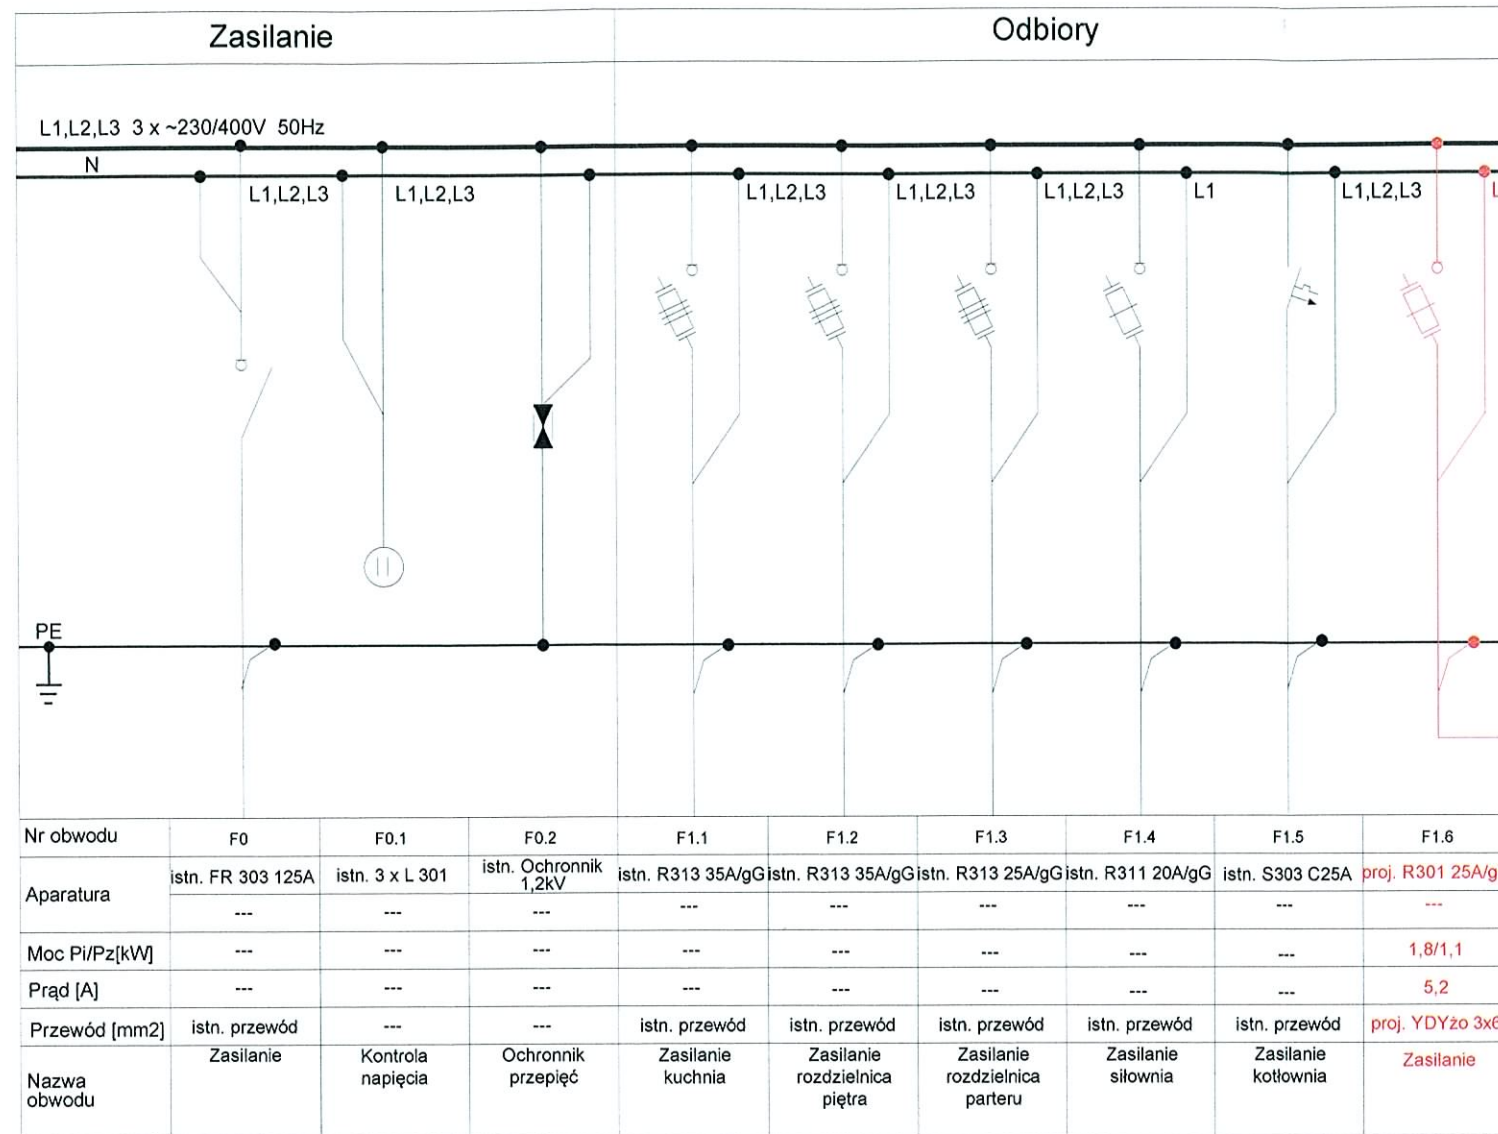 Zasilanie
Odbiory
L1,L2,L3 3 x ~230/400V 50Hz
N
L1,L2,L3
L1,L2,L3
L1,L2,L3
L1,L2,L3
L1,L2,L3
L1
L1,L2,L3
PE
Nr obwodu F0 F0.1 F0.2 F1.1 F1.2 F1.3 F1.4 F1.5 F1.6
Aparatura istn. FR 303 125A istn. 3 x L 301 istn. Ochronnik 1,2kV istn. R313 35A/gG istn. R313 35A/gG istn. R313 25A/gG istn. R311 20A/gG istn. S303 C25A proj. R301 25A/g
--- --- --- --- --- --- --- --- ---
Moc Pi/Pz[kW] --- --- --- --- --- --- --- --- 1,8/1,1
Prąd [A] --- --- --- --- --- --- --- --- 5,2
Przewód [mm2] istn. przewód --- --- istn. przewód istn. przewód istn. przewód istn. przewód istn. przewód proj. YDYżo 3x6
Nazwa obwodu Zasilanie Kontrola napięcia Ochronnik przepięć Zasilanie kuchnia Zasilanie rozdzielnica piętra Zasilanie rozdzielnica parteru Zasilanie siłownia Zasilanie kotłownia Zasilanie